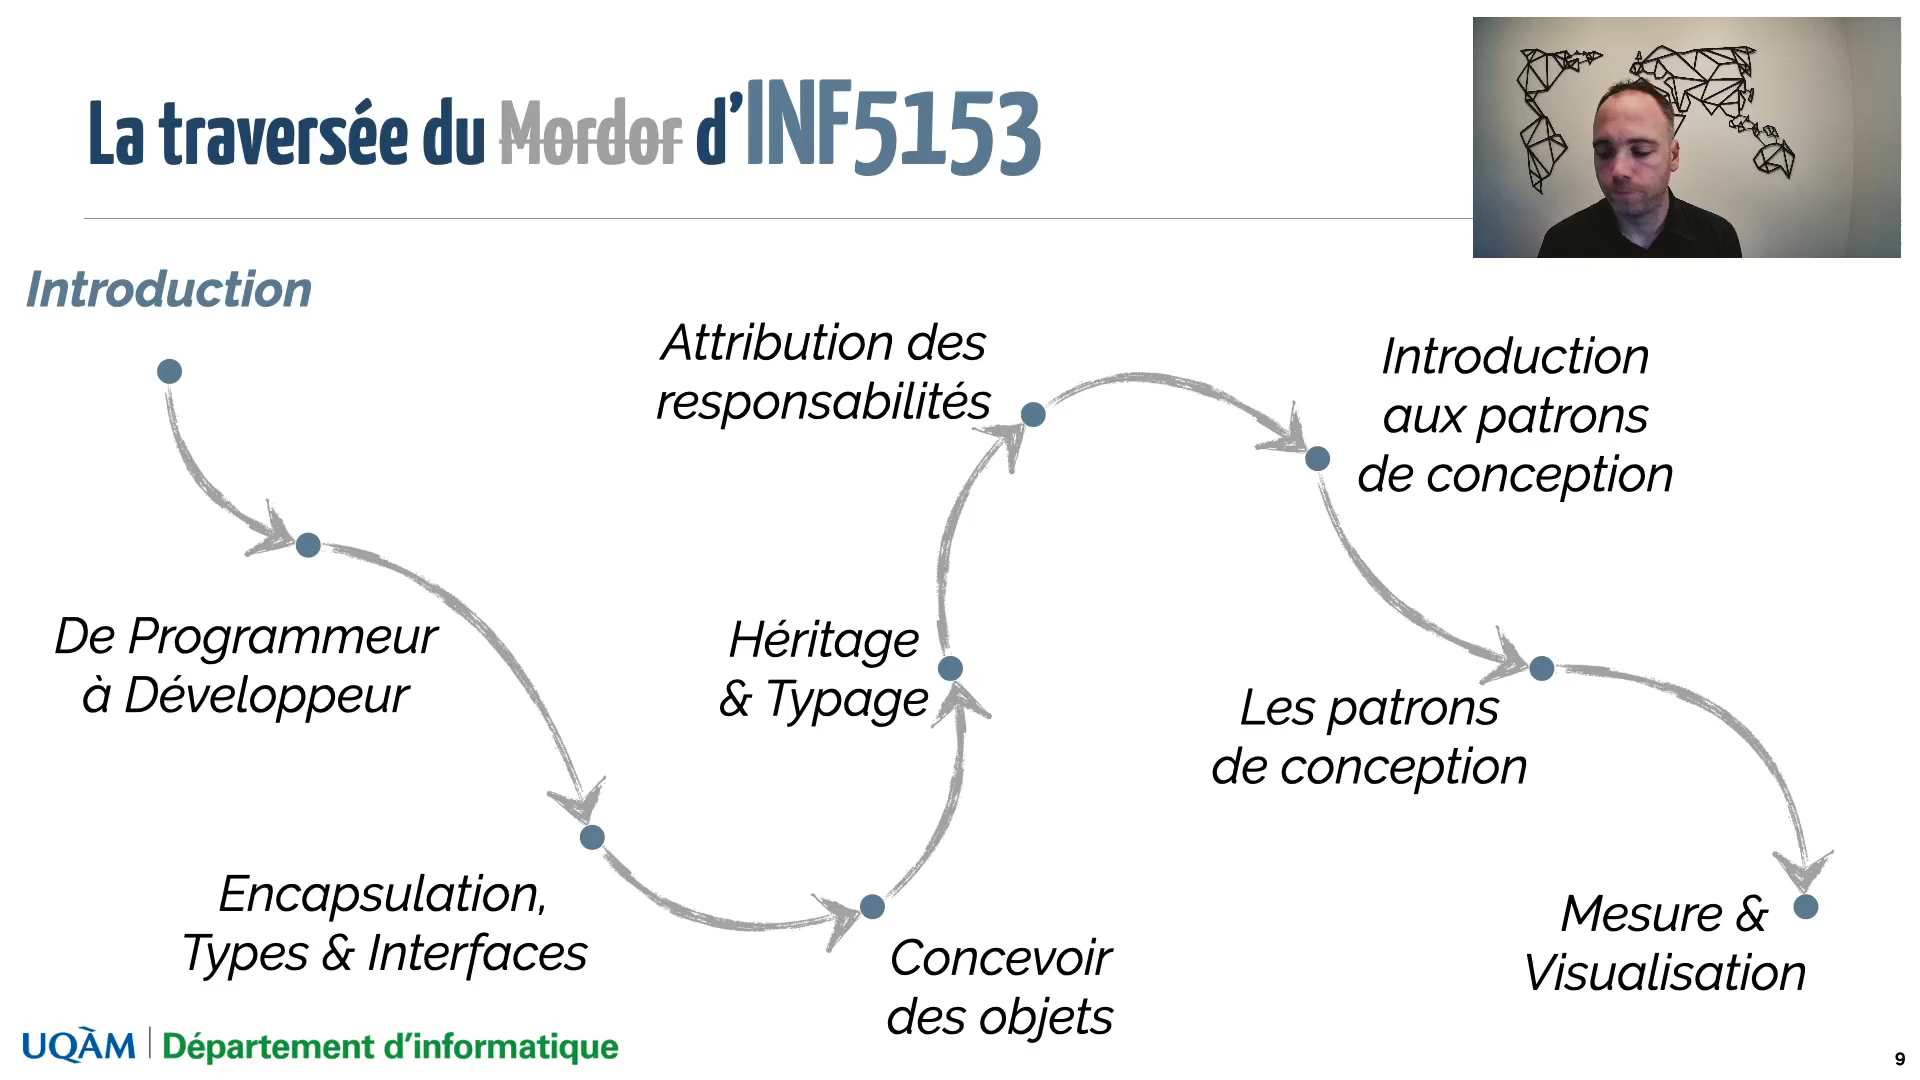 La traversée du Mordor d’INF5153
Introduction
De Programmeur
à Développeur
Encapsulation,
Types & Interfaces
Concevoir
des objets
Héritage
& Typage
Attribution des
responsabilités
Introduction
aux patrons
de conception
Les patrons
de conception
Mesure &
Visualisation
UQÀM | Département d’informatique
9